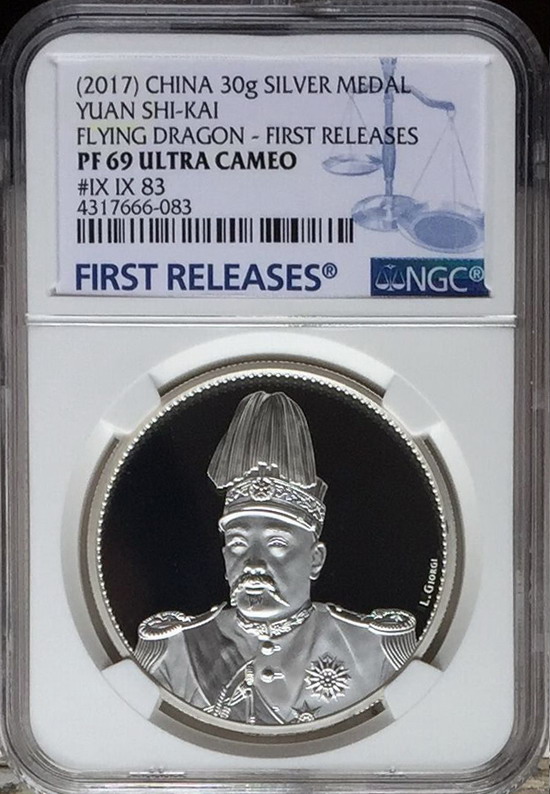 (2017) CHINA 30g SILVER MEDAL
YUAN SHI-KAI
FLYING DRAGON - FIRST RELEASES
PF 69 ULTRA CAMEO
#IX IX 83
4317666-083
FIRST RELEASES®
NGC®
L. GIORGI